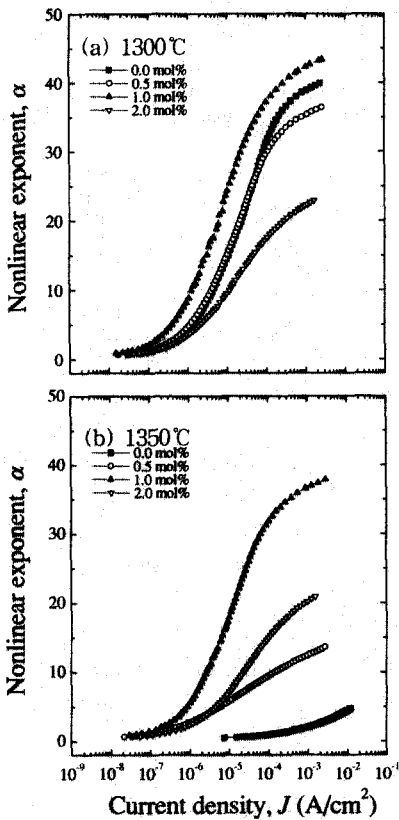 50
40
30
20
10
0
Nonlinear exponent, α
(a) 1300℃
0.0 mol%
0.5 mol%
1.0 mol%
2.0 mol%
50
40
30
20
10
0
Nonlinear exponent, α
(b) 1350℃
0.0 mol%
0.5 mol%
1.0 mol%
2.0 mol%
10⁻⁹ 10⁻⁸ 10⁻⁷ 10⁻⁶ 10⁻⁵ 10⁻⁴ 10⁻³ 10⁻² 10⁻¹
Current density, J (A/cm²)